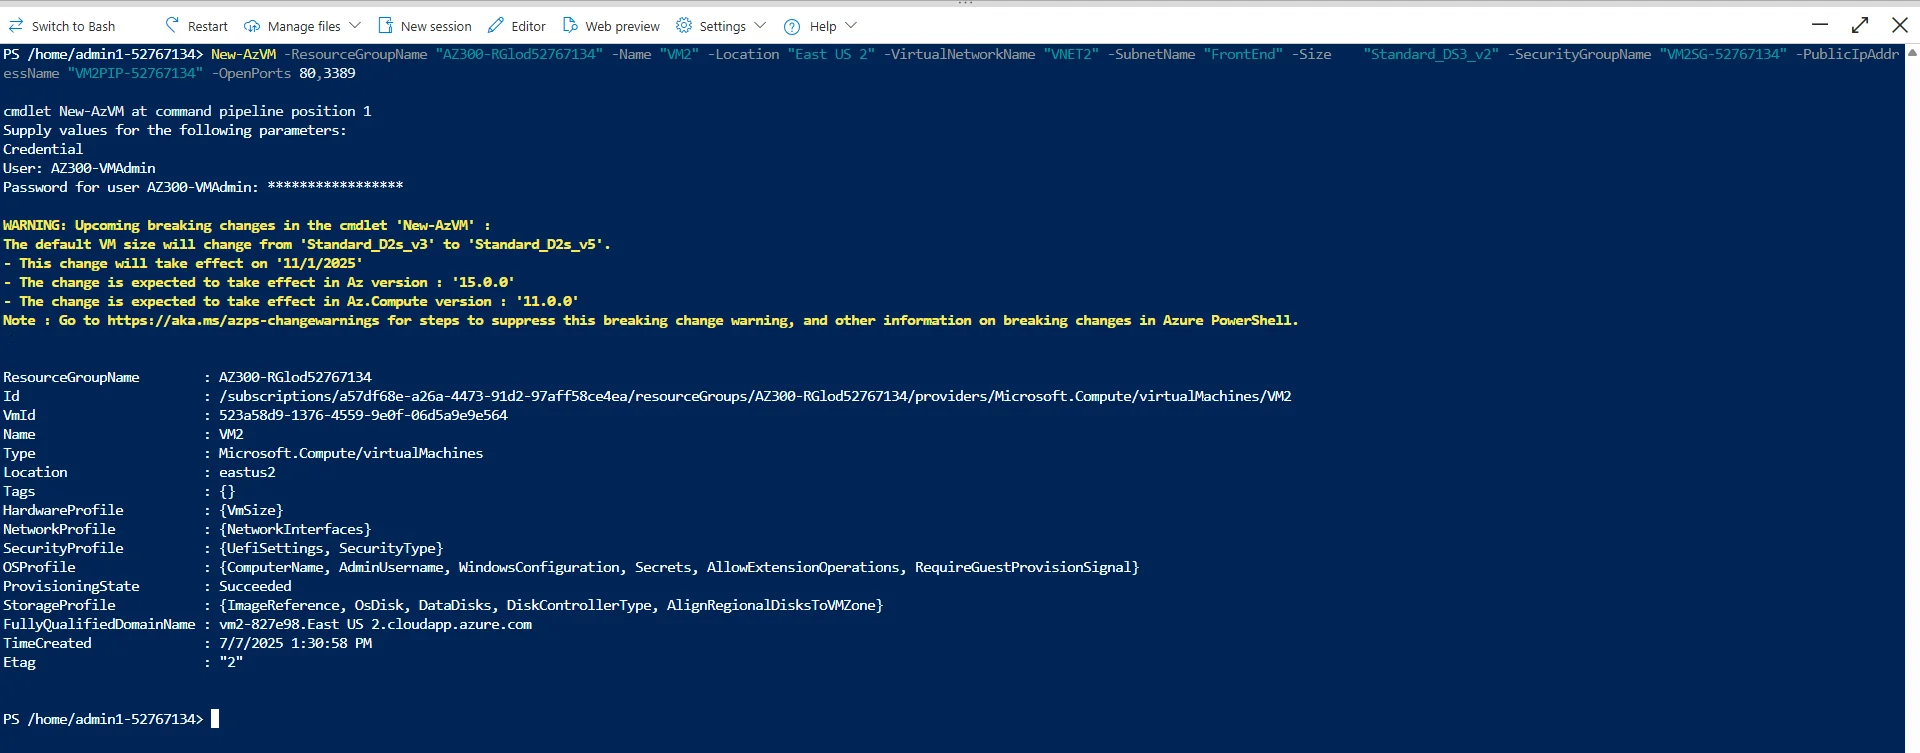 Switch to Bash Restart Manage files New session Editor Web preview Settings Help
PS /home/admin1-52767134> New-AzVM -ResourceGroupName "AZ300-RGlod52767134" -Name "VM2" -Location "East US 2" -VirtualNetworkName "VNET2" -SubnetName "FrontEnd" -Size    "Standard_DS3_v2" -SecurityGroupName "VM2SG-52767134" -PublicIpAddr
essName "VM2PIP-52767134" -OpenPorts 80,3389
cmdlet New-AzVM at command pipeline position 1
Supply values for the following parameters:
Credential
User: AZ300-VMAdmin
Password for user AZ300-VMAdmin: *****************
WARNING: Upcoming breaking changes in the cmdlet 'New-AzVM' :
The default VM size will change from 'Standard_D2s_v3' to 'Standard_D2s_v5'.
- This change will take effect on '11/1/2025'
- The change is expected to take effect in Az version : '15.0.0'
- The change is expected to take effect in Az.Compute version : '11.0.0'
Note : Go to https://aka.ms/azps-changewarnings for steps to suppress this breaking change warning, and other information on breaking changes in Azure PowerShell.
ResourceGroupName        : AZ300-RGlod52767134
Id                       : /subscriptions/a57df68e-a26a-4473-91d2-97aff58ce4ea/resourceGroups/AZ300-RGlod52767134/providers/Microsoft.Compute/virtualMachines/VM2
VmId                     : 523a58d9-1376-4559-9e0f-06d5a9e9e564
Name                     : VM2
Type                     : Microsoft.Compute/virtualMachines
Location                 : eastus2
Tags                     : {}
HardwareProfile          : {VmSize}
NetworkProfile           : {NetworkInterfaces}
SecurityProfile          : {UefiSettings, SecurityType}
OSProfile                : {ComputerName, AdminUsername, WindowsConfiguration, Secrets, AllowExtensionOperations, RequireGuestProvisionSignal}
ProvisioningState        : Succeeded
StorageProfile           : {ImageReference, OsDisk, DataDisks, DiskControllerType, AlignRegionalDisksToVMZone}
FullyQualifiedDomainName : vm2-827e98.East US 2.cloudapp.azure.com
TimeCreated              : 7/7/2025 1:30:58 PM
Etag                     : "2"
PS /home/admin1-52767134>